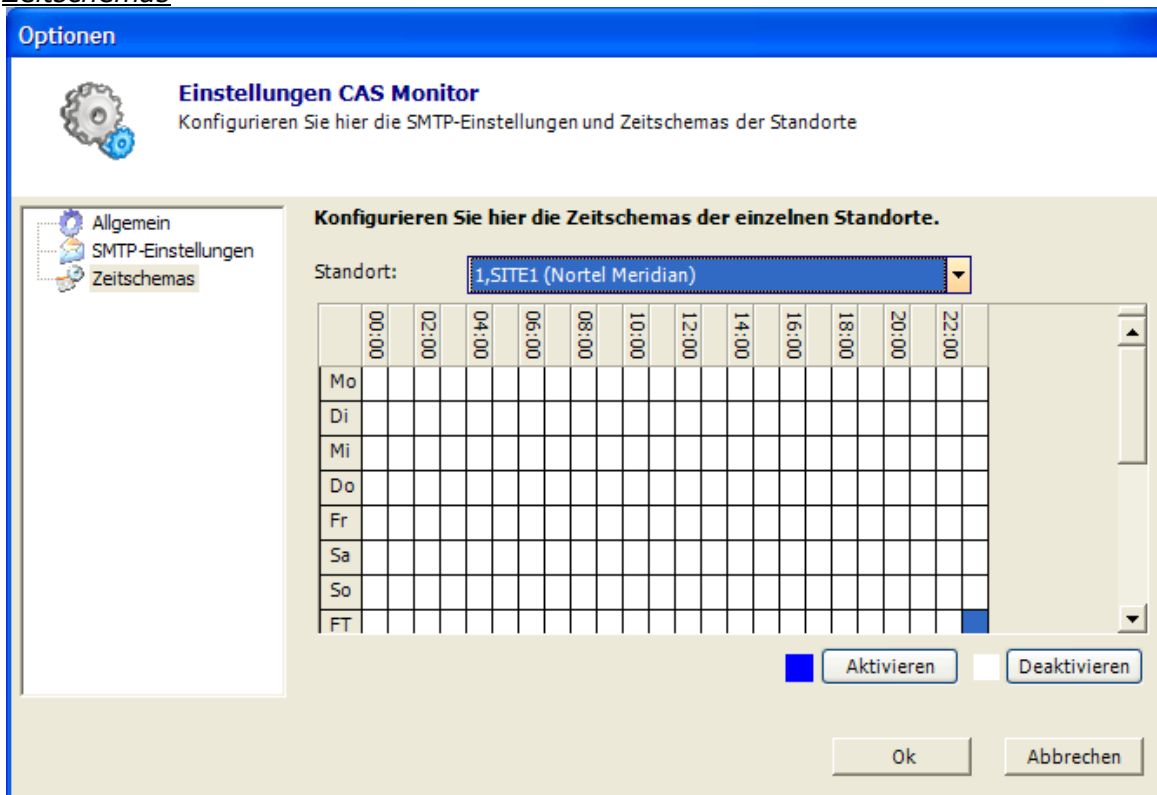 Zeitschemas
Optionen
Einstellungen CAS Monitor
Konfigurieren Sie hier die SMTP-Einstellungen und Zeitschemas der Standorte
Allgemein
SMTP-Einstellungen
Zeitschemas
Konfigurieren Sie hier die Zeitschemas der einzelnen Standorte.
Standort: 1,SITE1 (Nortel Meridian)
00:00 02:00 04:00 06:00 08:00 10:00 12:00 14:00 16:00 18:00 20:00 22:00
Mo
Di
Mi
Do
Fr
Sa
So
FT
Aktivieren Deaktivieren
Ok Abbrechen